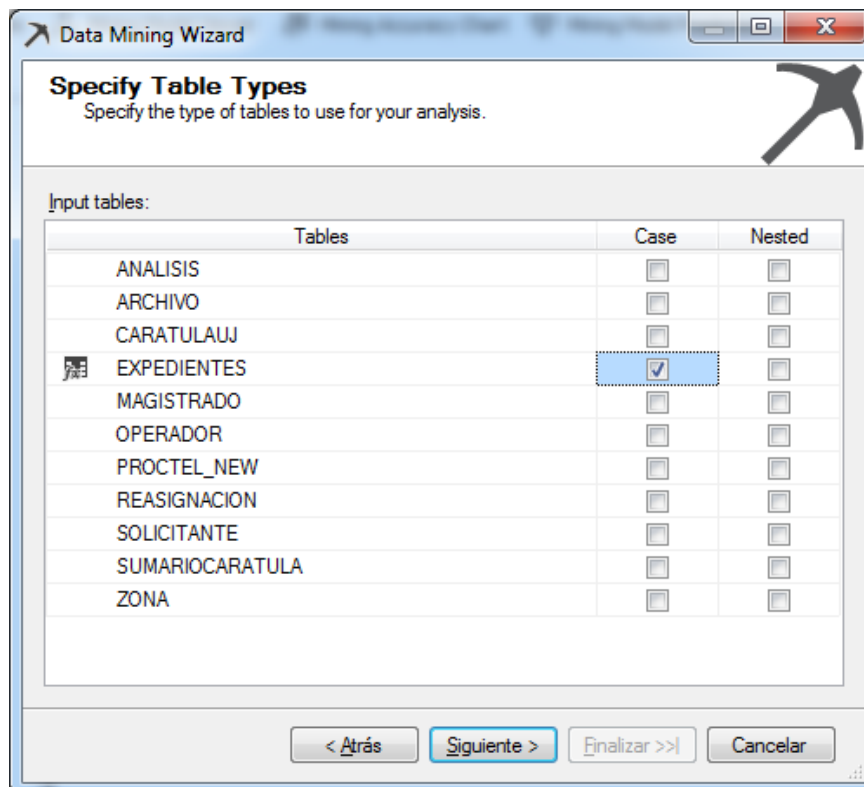 Data Mining Wizard
Specify Table Types
Specify the type of tables to use for your analysis.
Input tables:
Tables Case Nested
ANALISIS
ARCHIVO
CARATULAUJ
EXPEDIENTES
MAGISTRADO
OPERADOR
PROCTEL_NEW
REASIGNACION
SOLICITANTE
SUMARIOCARATULA
ZONA
< Atrás Siguiente > Finalizar >>| Cancelar